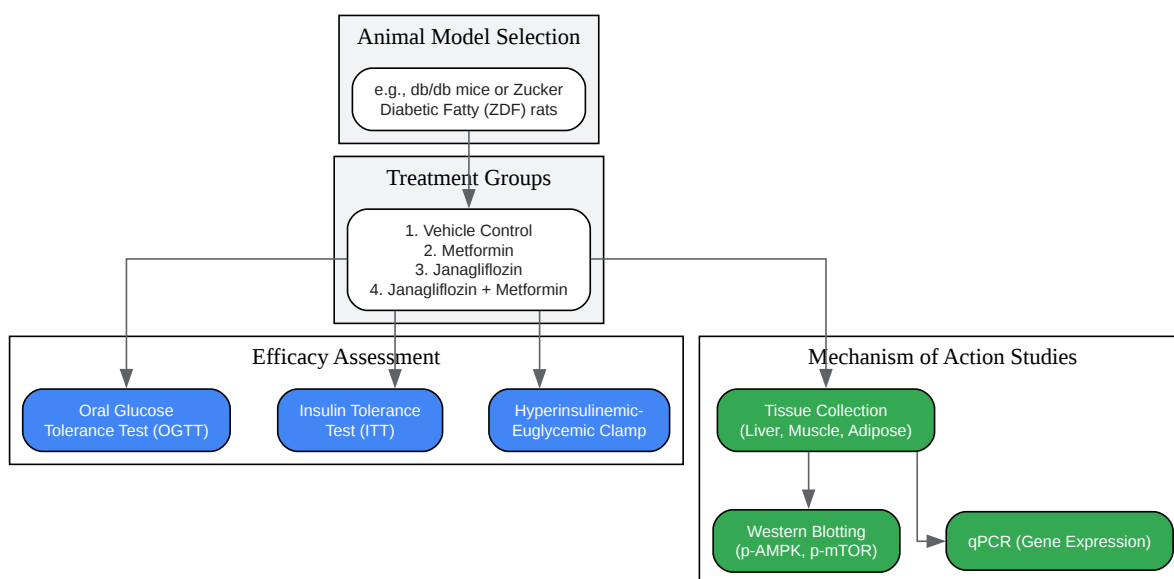 Animal Model Selection
e.g., db/db mice or Zucker
Diabetic Fatty (ZDF) rats
Treatment Groups
1. Vehicle Control
2. Metformin
3. Janagliflozin
4. Janagliflozin + Metformin
Efficacy Assessment
Oral Glucose
Tolerance Test (OGTT)
Insulin Tolerance
Test (ITT)
Hyperinsulinemic-
Euglycemic Clamp
Mechanism of Action Studies
Tissue Collection
(Liver, Muscle, Adipose)
Western Blotting
(p-AMPK, p-mTOR)
qPCR (Gene Expression)